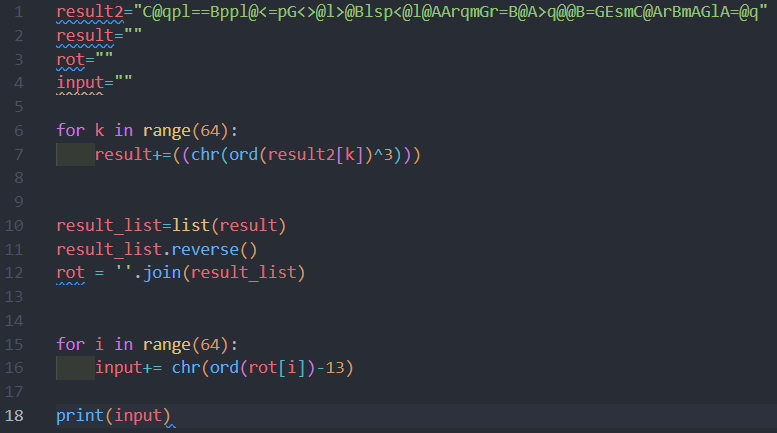 1 result2="C@qpl==Bppl@<=pG<>@l>@Blsp<@l@AArqmGr=B@A>q@@B=GEsmC@ArBmAGlA=@q"
2 result=""
3 rot=""
4 input=""
5
6 for k in range(64):
7     result+=((chr(ord(result2[k])^3)))
8
9
10 result_list=list(result)
11 result_list.reverse()
12 rot = ''.join(result_list)
13
14
15 for i in range(64):
16     input+= chr(ord(rot[i])-13)
17
18 print(input)